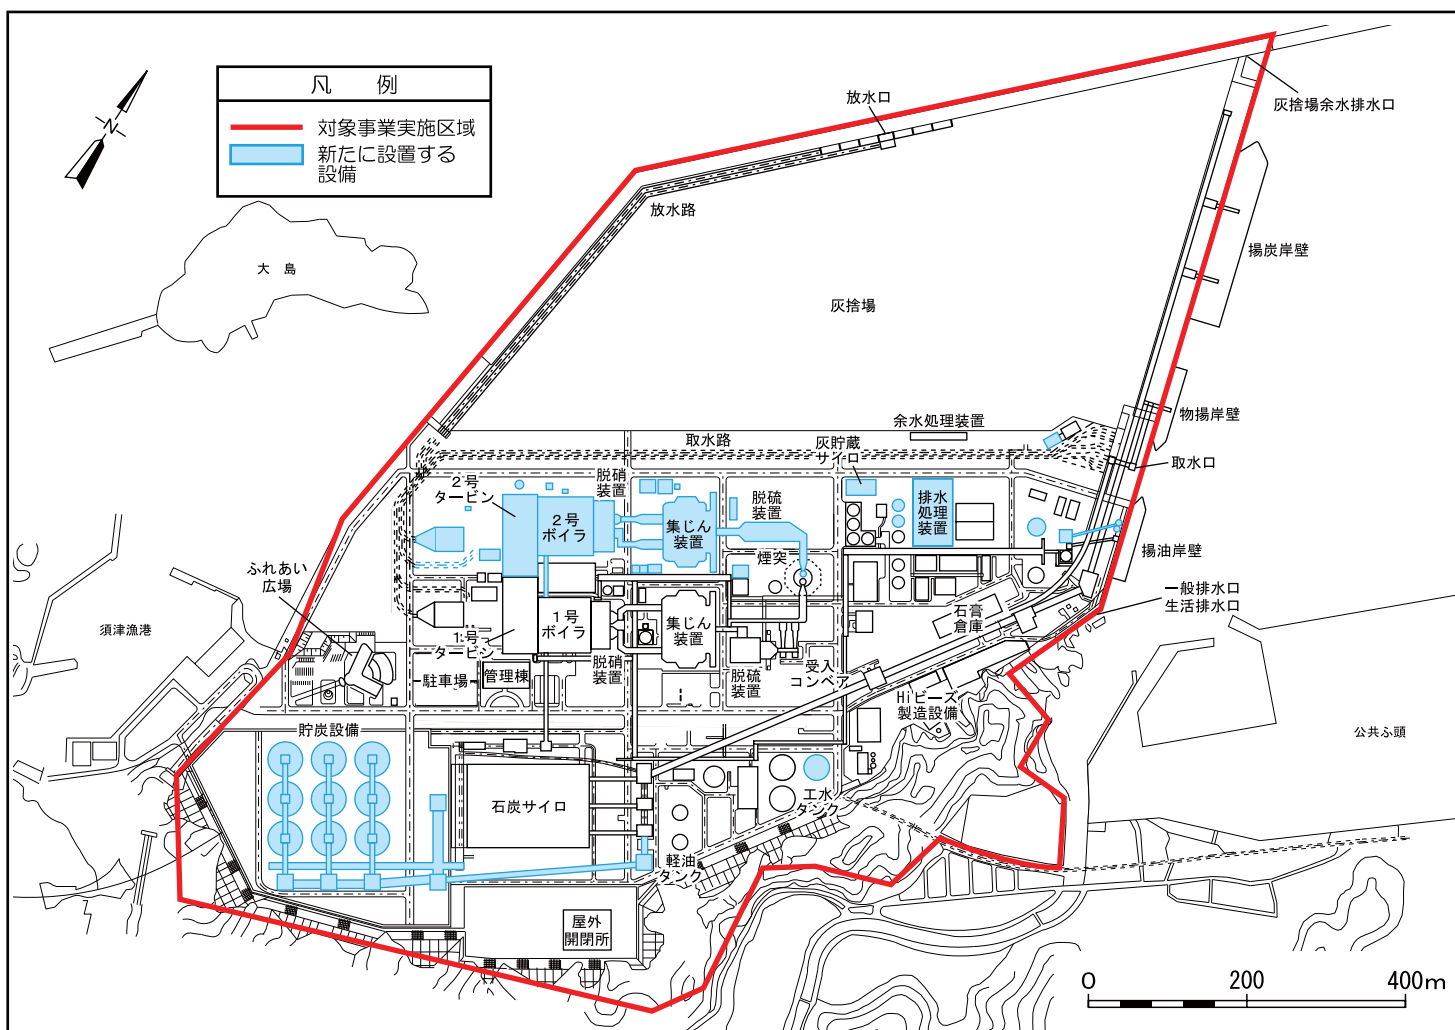 凡 例
対象事業実施区域
新たに設置する
設備
N
大 島
放水口
灰捨場余水排水口
放水路
揚炭岸壁
灰捨場
物揚岸壁
余水処理装置
取水路
灰貯蔵
サイロ
取水口
2号
タービン
脱硝
装置
2号
ボイラ
集じん
装置
脱硫
装置
排水
処理
装置
煙突
揚油岸壁
ふれあい
広場
一般排水口
生活排水口
須津漁港
1号
タービン
1号
ボイラ
集じん
装置
石膏
倉庫
脱硝
装置
脱硫
装置
受入
コンベア
駐車場
管理棟
Hiビーズ
製造設備
貯炭設備
公共ふ頭
石炭サイロ
工水
タンク
軽油
タンク
屋外
開閉所
0 200 400m